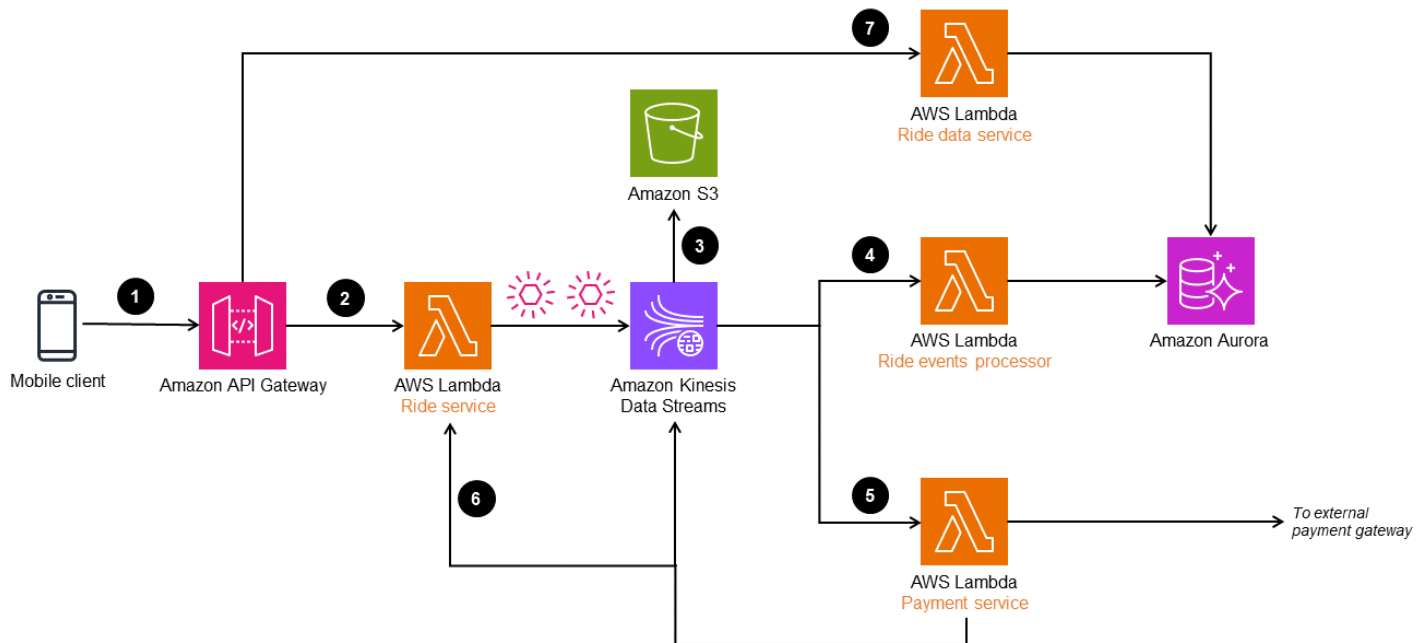 7
AWS Lambda
Ride data service
Amazon S3
3
4
1
2
</>
Mobile client
Amazon API Gateway
AWS Lambda
Ride service
Amazon Kinesis
Data Streams
AWS Lambda
Ride events processor
Amazon Aurora
6
5
To external
payment gateway
AWS Lambda
Payment service